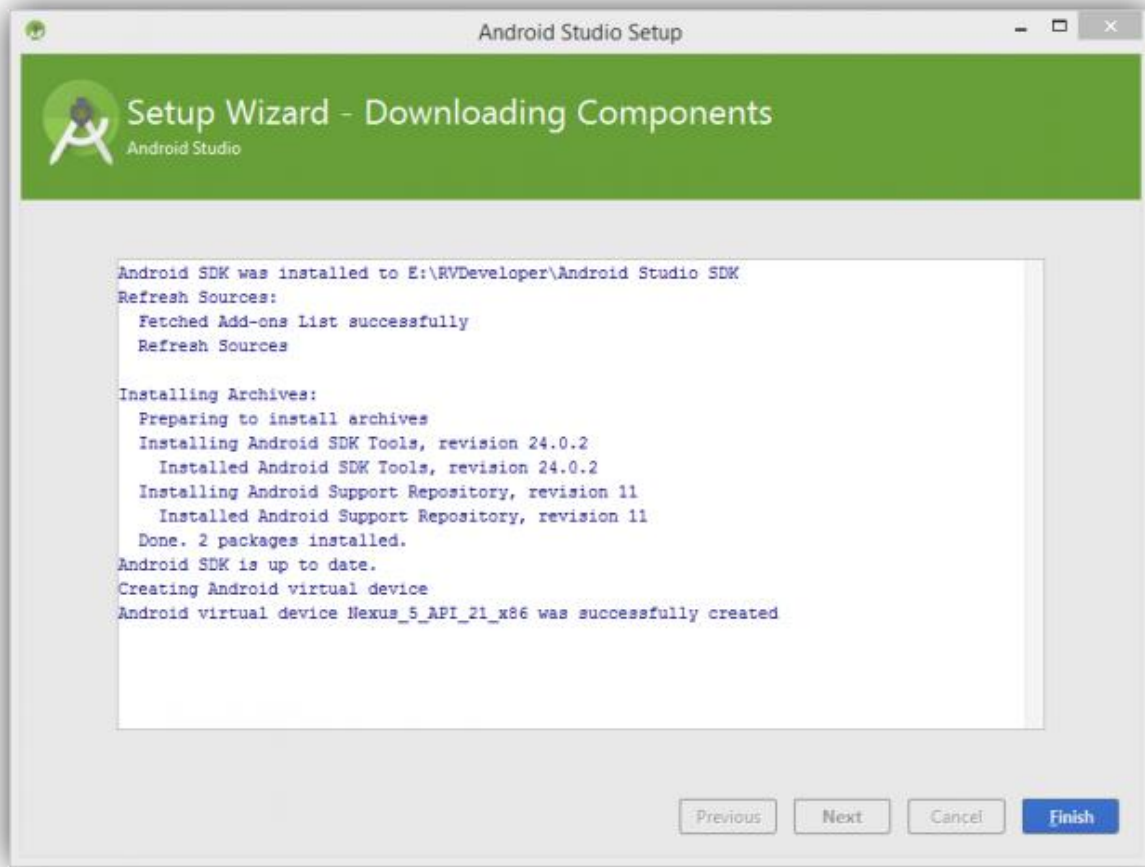 Android Studio Setup
Setup Wizard - Downloading Components
Android Studio
Android SDK was installed to E:\RVDeveloper\Android Studio SDK
Refresh Sources:
Fetched Add-ons List successfully
Refresh Sources
Installing Archives:
Preparing to install archives
Installing Android SDK Tools, revision 24.0.2
Installed Android SDK Tools, revision 24.0.2
Installing Android Support Repository, revision 11
Installed Android Support Repository, revision 11
Done. 2 packages installed.
Android SDK is up to date.
Creating Android virtual device
Android virtual device Nexus_5_API_21_x86 was successfully created
Previous Next Cancel Finish